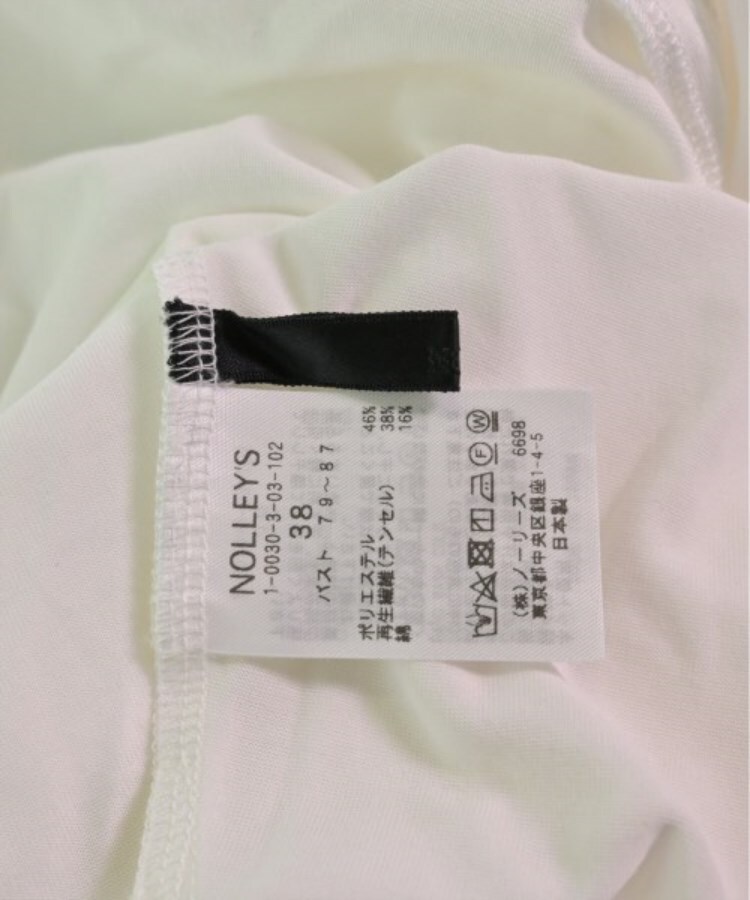 NOLLEY'S
1-0030-3-03-102
38
バスト 79～87
ポリエステル 46%
再生繊維(テンセル) 38%
綿 16%
(株)ノーリーズ 6698
東京都中央区銀座1-4-5
日本製